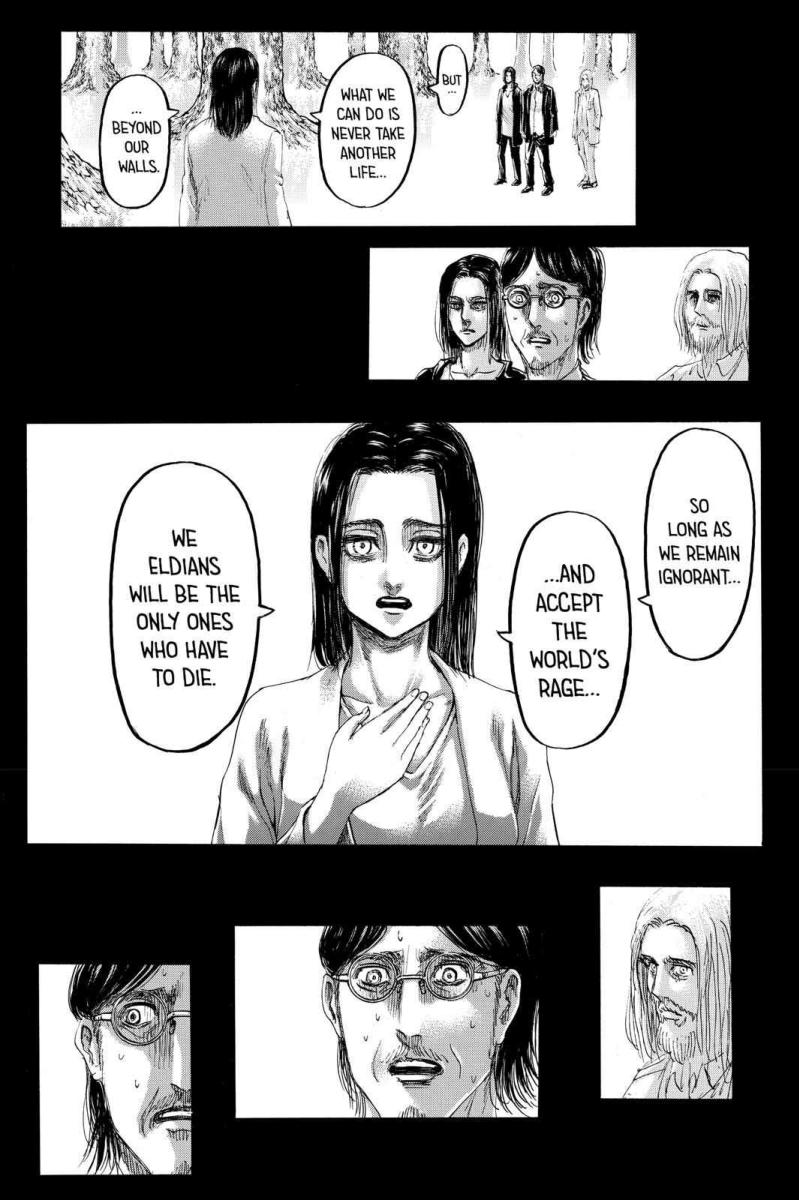 BUT
...
WHAT WE
CAN DO IS
NEVER TAKE
ANOTHER
LIFE...
...
BEYOND
OUR
WALLS.
SO
LONG AS
WE REMAIN
IGNORANT...
...AND
ACCEPT
THE
WORLD'S
RAGE...
WE
ELDIANS
WILL BE THE
ONLY ONES
WHO HAVE
TO DIE.